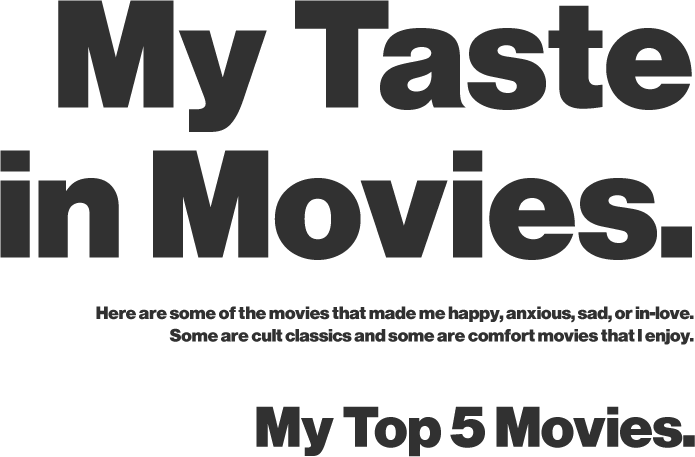 My Taste
in Movies.
Here are some of the movies that made me happy, anxious, sad, or in-love.
Some are cult classics and some are comfort movies that I enjoy.
My Top 5 Movies.